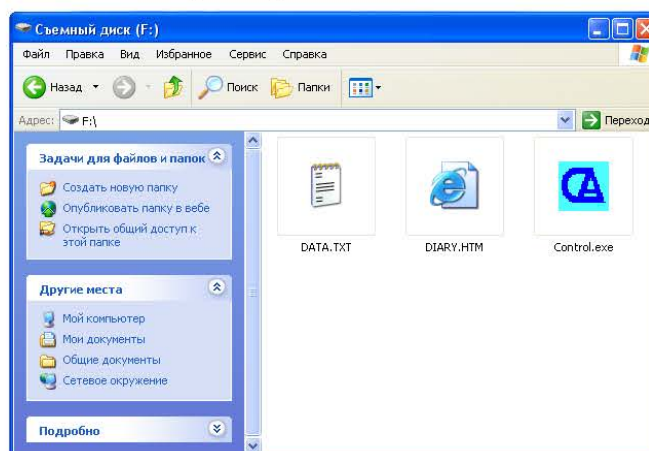 Съемный диск (F:)
Файл Правка Вид Избранное Сервис Справка
Назад Поиск Папки
Адрес: F:\ Переход
Задачи для файлов и папок
Создать новую папку
Опубликовать папку в вебе
Открыть общий доступ к
этой папке
Другие места
Мой компьютер
Мои документы
Общие документы
Сетевое окружение
Подробно
DATA.TXT DIARY.HTM Control.exe